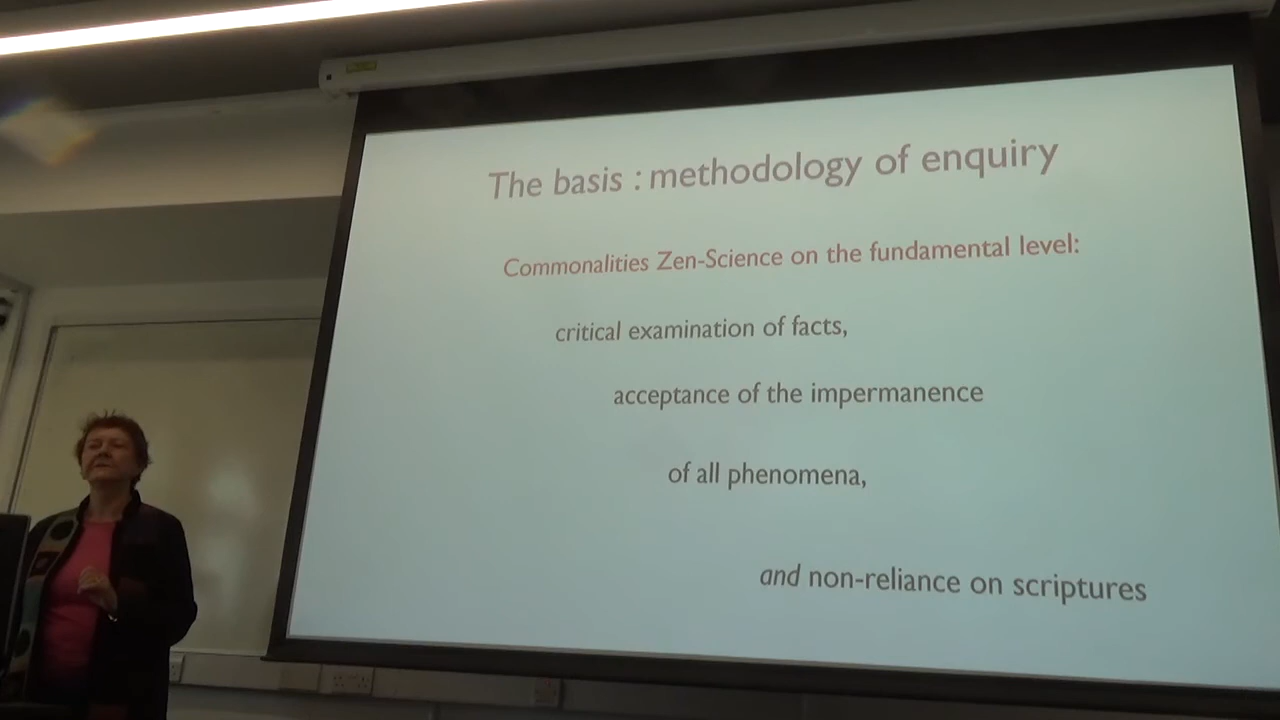 The basis : methodology of enquiry
Commonalities Zen-Science on the fundamental level:
critical examination of facts,
acceptance of the impermanence
of all phenomena,
and non-reliance on scriptures